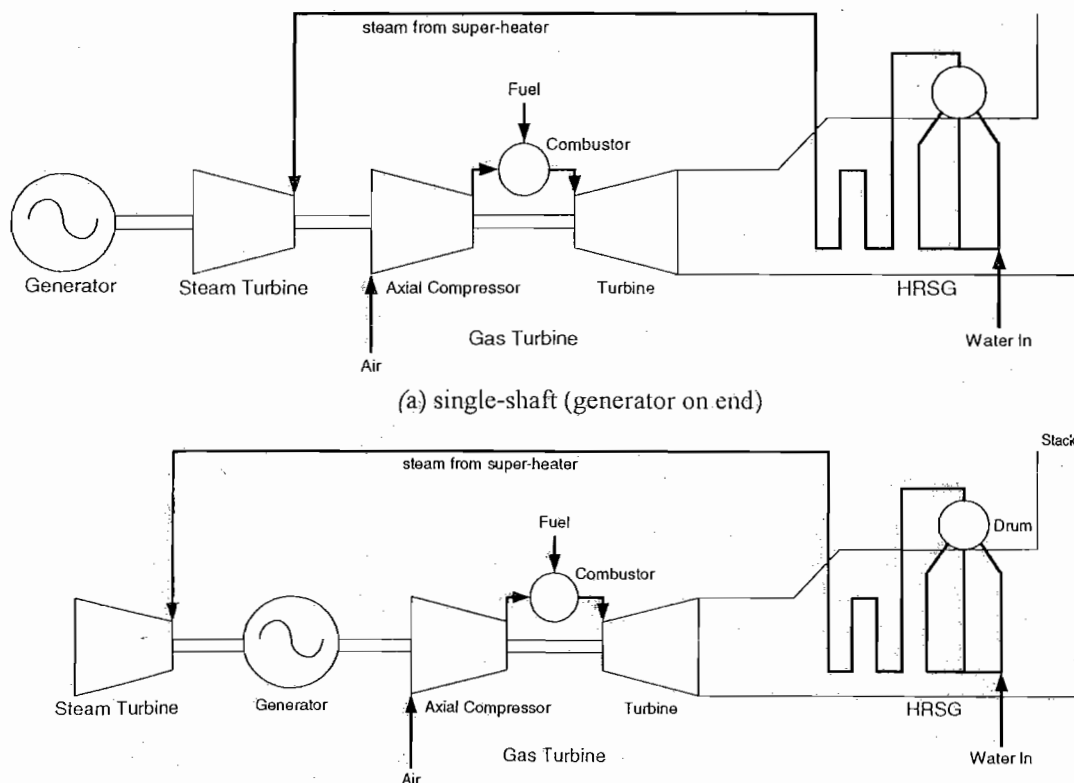 steam from super-heater
Fuel
Combustor
Generator
Steam Turbine
Axial Compressor
Turbine
HRSG
Gas Turbine
Water In
Air
(a) single-shaft (generator on end)
Stack
steam from super-heater
Fuel
Drum
Combustor
Steam Turbine
Generator
Axial Compressor
Turbine
HRSG
Gas Turbine
Water In
Air